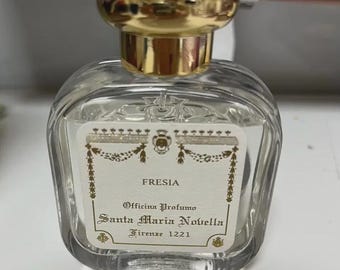 FRESIA
Officina Profumo
Santa Maria Novella
Firenze 1221